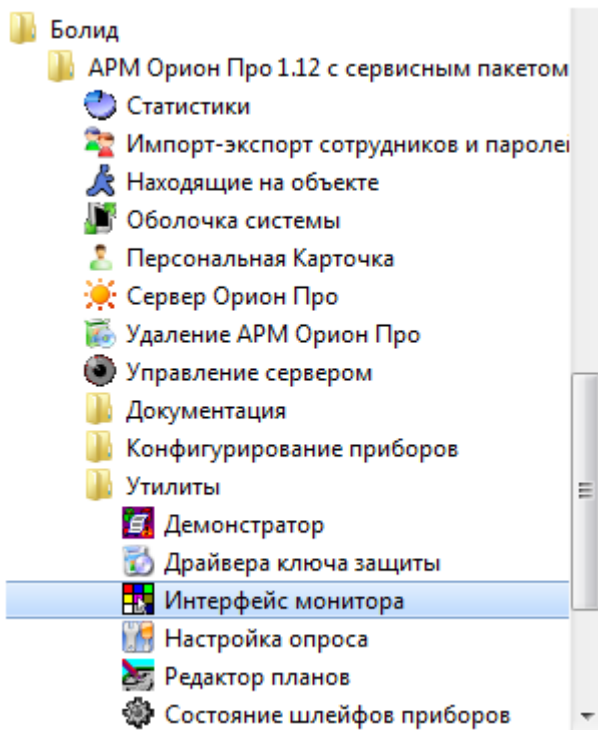 Болид
АРМ Орион Про 1.12 с сервисным пакетом
Статистики
Импорт-экспорт сотрудников и пароле
Находящие на объекте
Оболочка системы
Персональная Карточка
Сервер Орион Про
Удаление АРМ Орион Про
Управление сервером
Документация
Конфигурирование приборов
Утилиты
Демонстратор
Драйвера ключа защиты
Интерфейс монитора
Настройка опроса
Редактор планов
Состояние шлейфов приборов